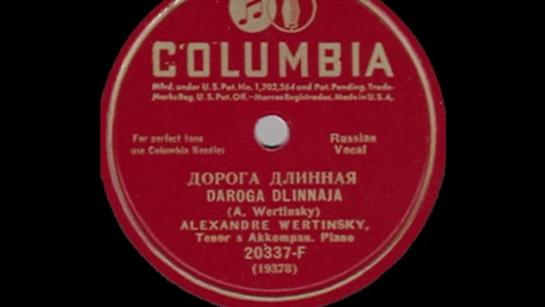 COLUMBIA
Mfrd. under U.S. Pat. No. 1,702,564 and Pat. Pending. Trade-
Marks Reg. U.S. Pat. Off.—Marcas Registradas. Made in U.S.A.
For perfect tone
use Columbia Needles
Russian
Vocal
ДОРОГА ДЛИННАЯ
DAROGA DLINNAJA
(A. Wertinsky)
ALEXANDRE WERTINSKY,
Tenor s Akkompan. Piano
20337-F
(19378)